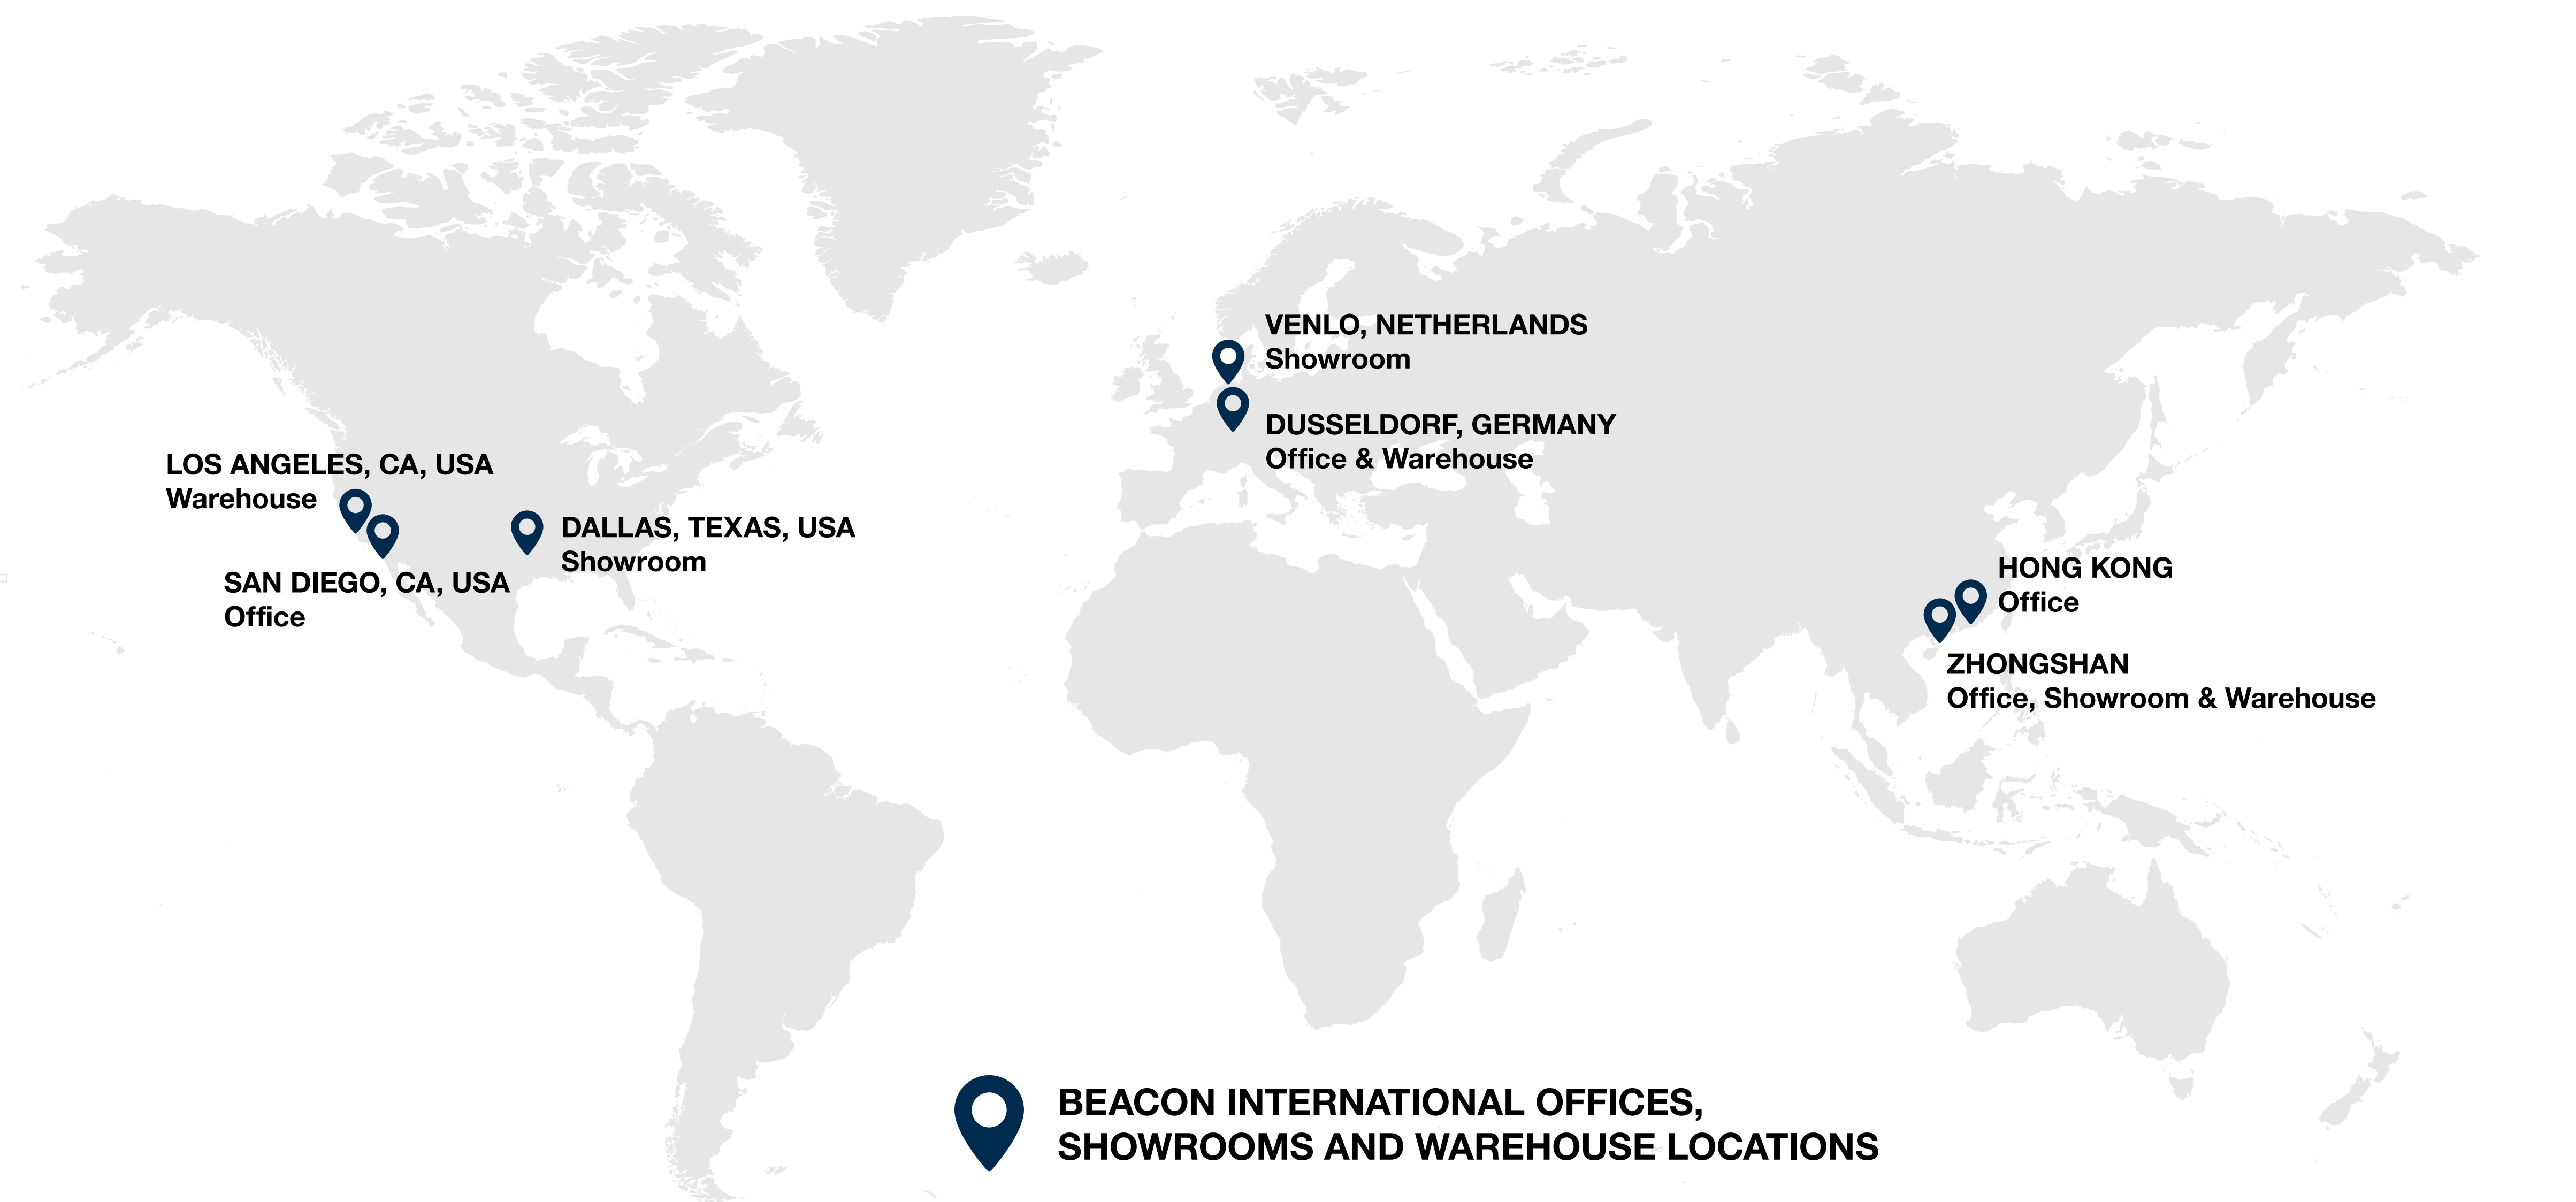 VENLO, NETHERLANDS
Showroom
DUSSELDORF, GERMANY
Office & Warehouse
LOS ANGELES, CA, USA
Warehouse
DALLAS, TEXAS, USA
Showroom
SAN DIEGO, CA, USA
Office
HONG KONG
Office
ZHONGSHAN
Office, Showroom & Warehouse
BEACON INTERNATIONAL OFFICES,
SHOWROOMS AND WAREHOUSE LOCATIONS